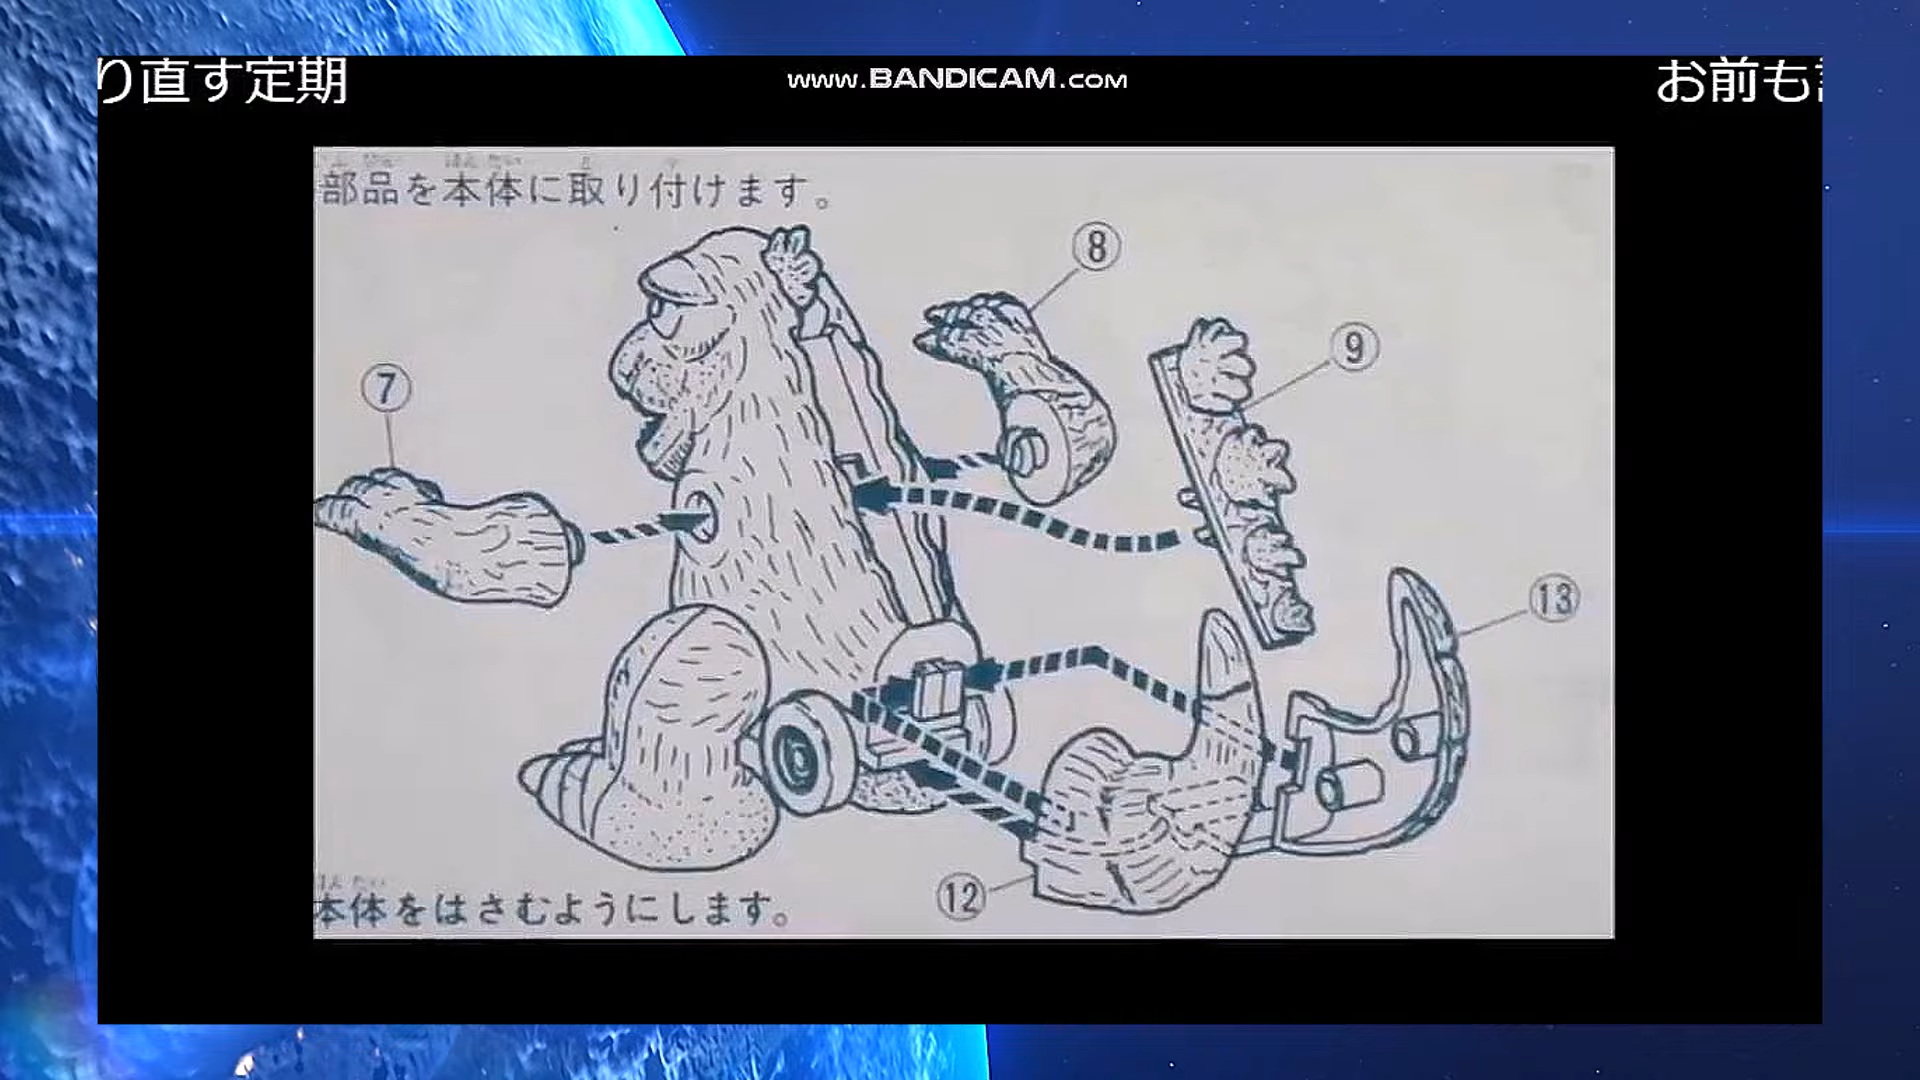 り直す定期
www.BANDICAM.com
お前も
部品を本体に取り付けます。
⑧
⑨
⑦
⑬
⑫
本体をはさむようにします。